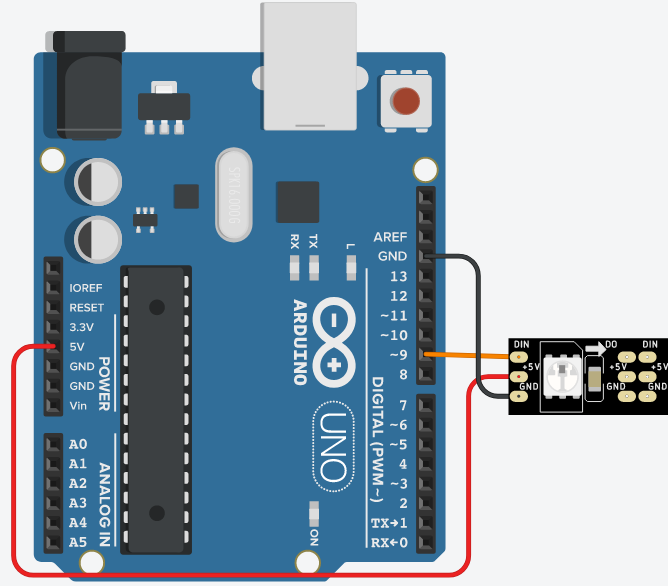 SPK16.000G
AREF
GND
13
12
~11
~10
~9
8
7
~6
~5
4
~3
2
TX→1
RX←0
RX
TX
L
ARDUINO
UNO
DIGITAL (PWM~)
ON
IOREF
RESET
3.3V
5V
GND
GND
Vin
POWER
A0
A1
A2
A3
A4
A5
ANALOG IN
DIN
+5V
GND
DO
+5V
GND
DIN
+5V
GND